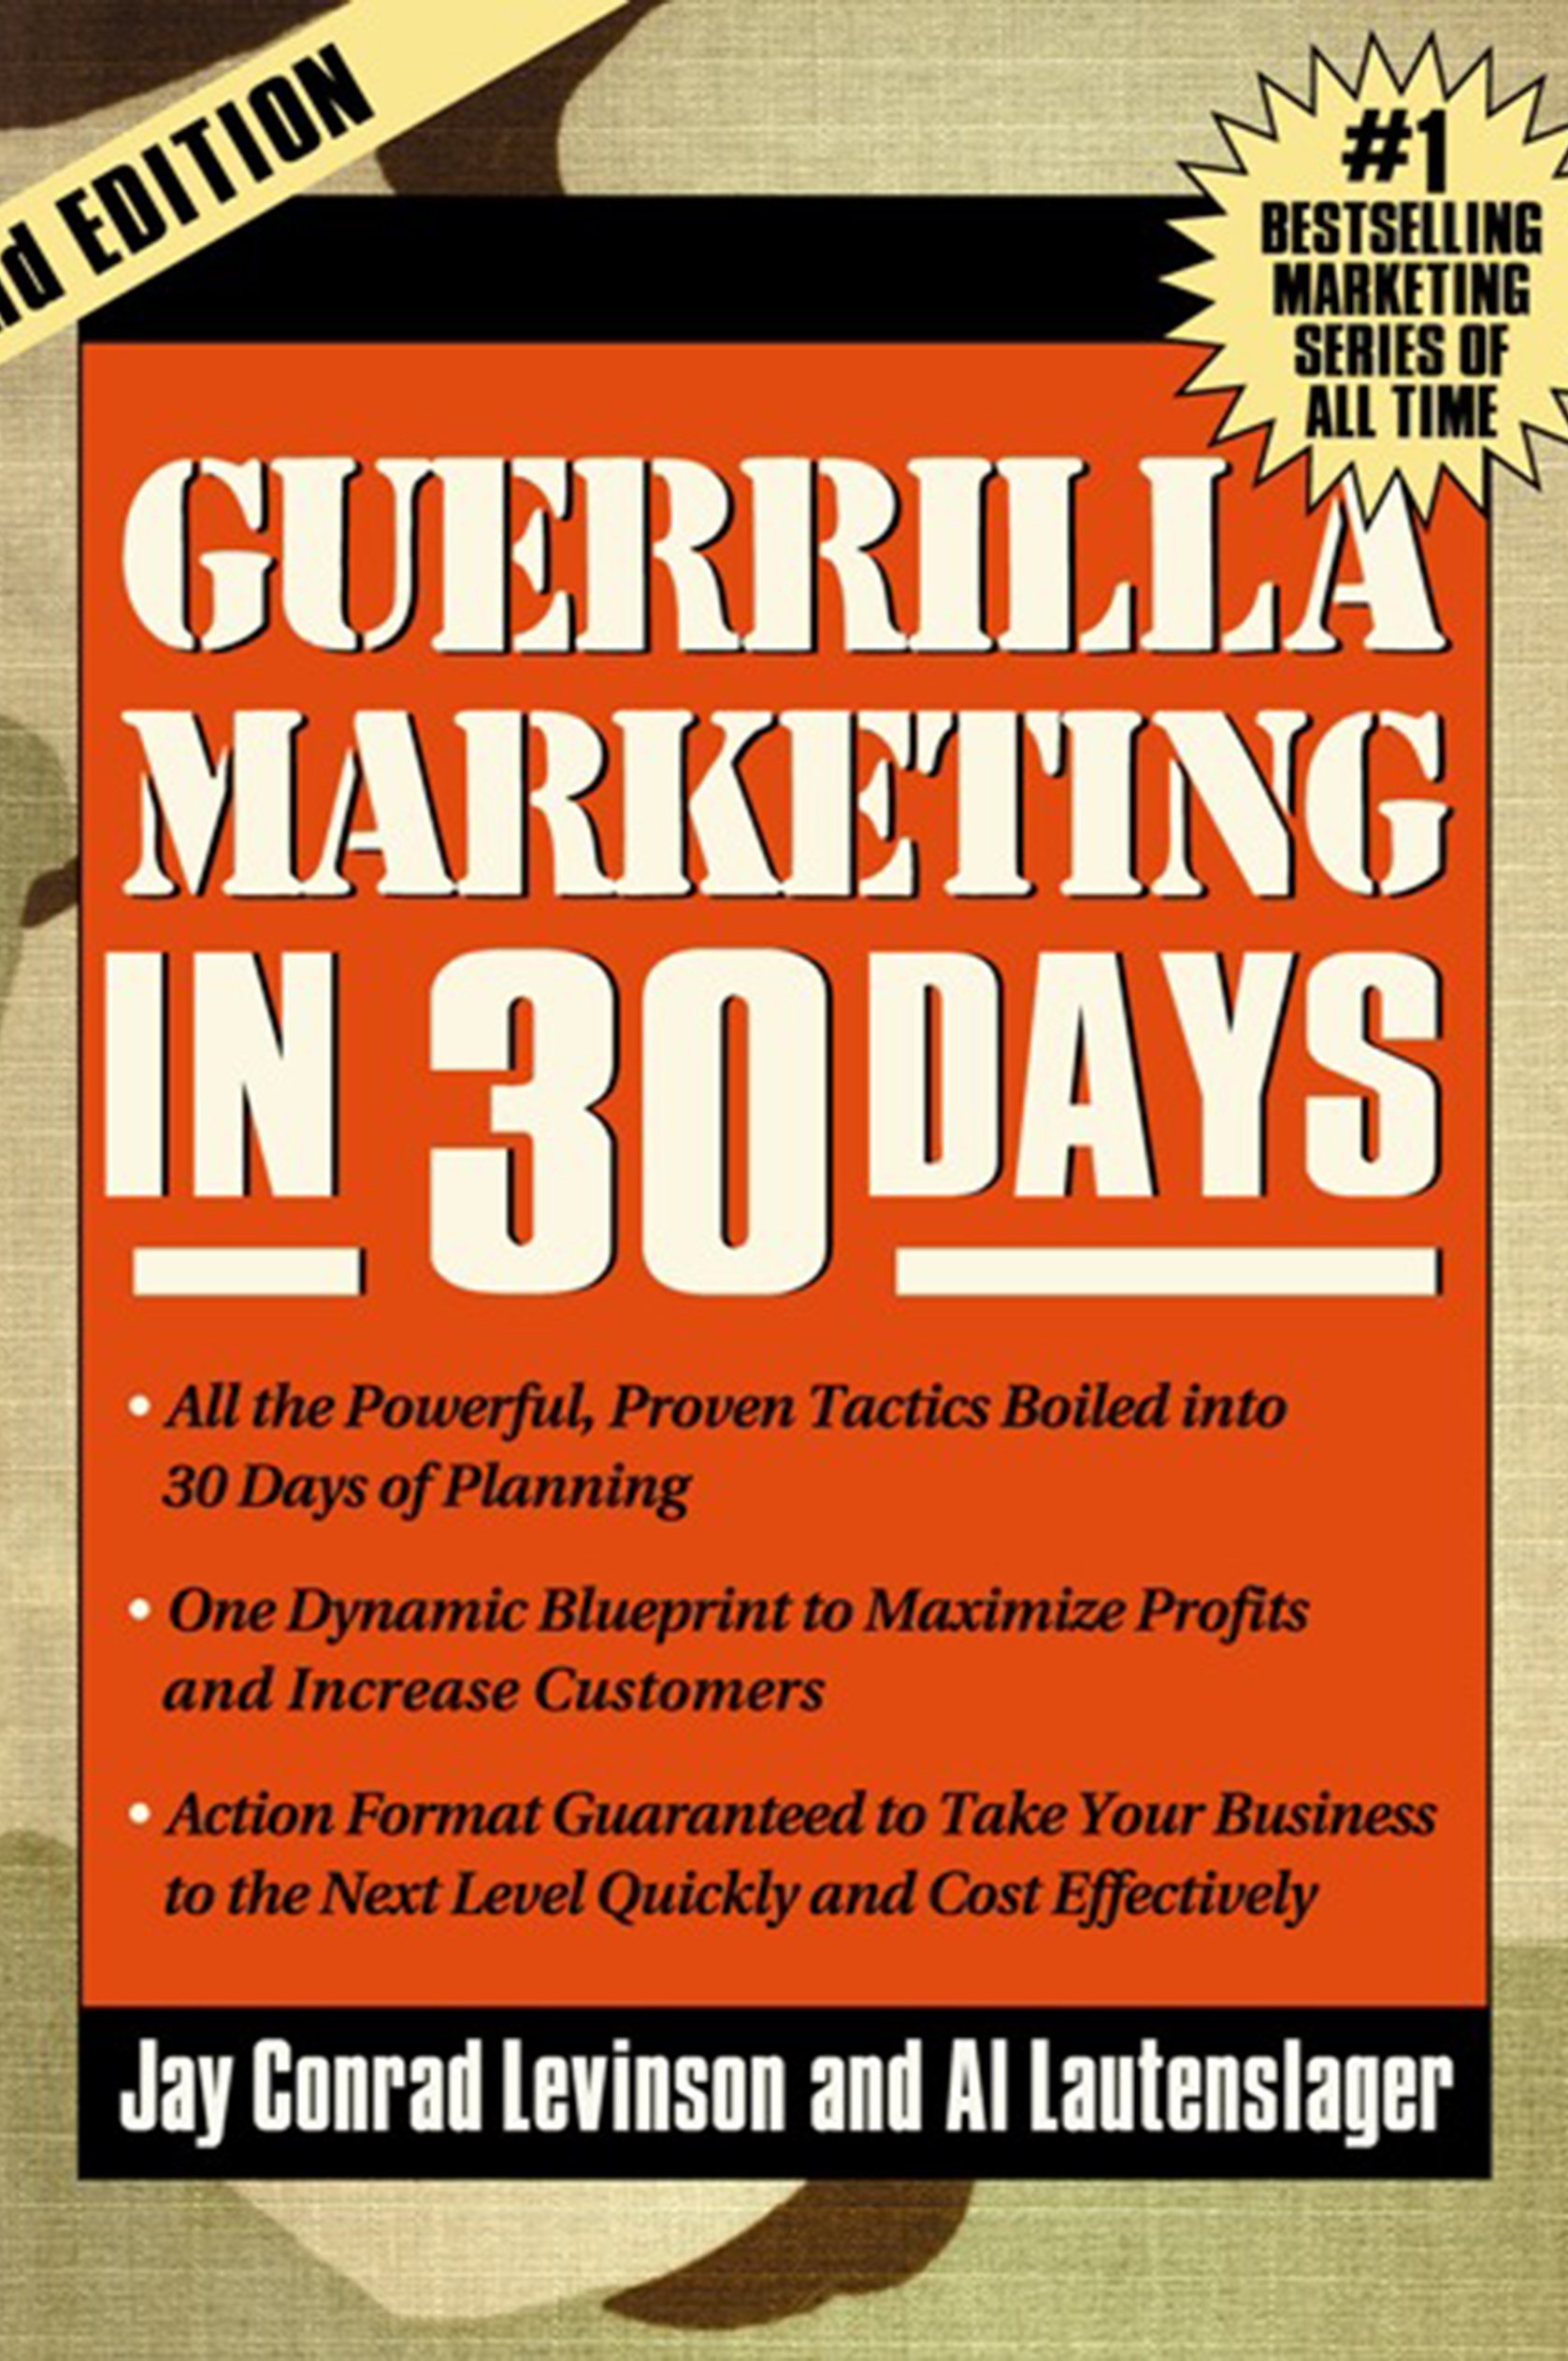 EDITION
#1
BESTSELLING
MARKETING
SERIES OF
ALL TIME
GUERRILLA
MARKETING
IN 30 DAYS
• All the Powerful, Proven Tactics Boiled into
30 Days of Planning
• One Dynamic Blueprint to Maximize Profits
and Increase Customers
• Action Format Guaranteed to Take Your Business
to the Next Level Quickly and Cost Effectively
Jay Conrad Levinson and Al Lautenslager